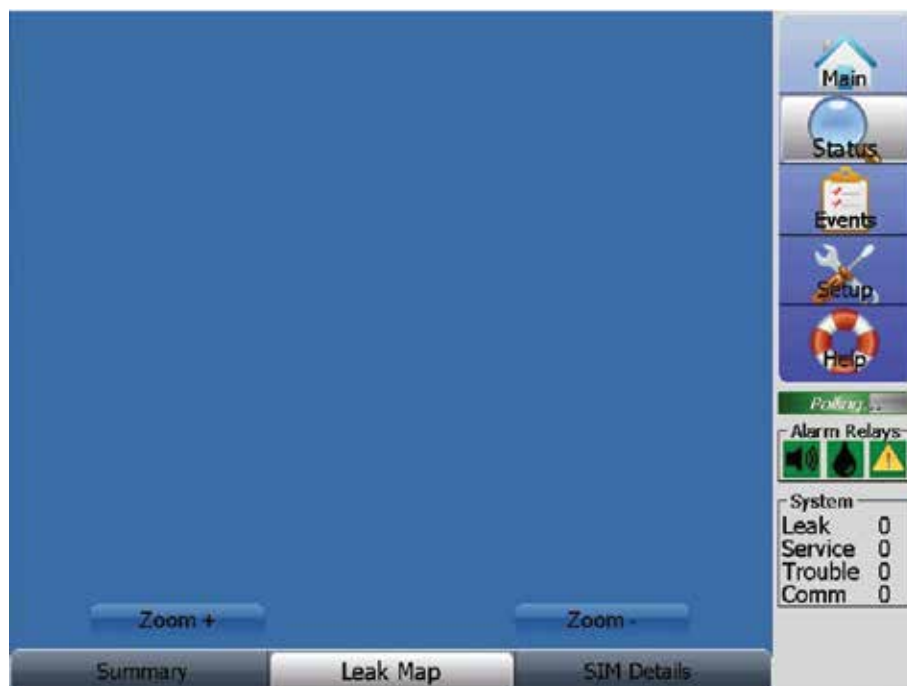 Main
Status
Events
Setup
Help
Polling...
Alarm Relays
System
Leak 0
Service 0
Trouble 0
Comm 0
Zoom +
Zoom -
Summary
Leak Map
SIM Details